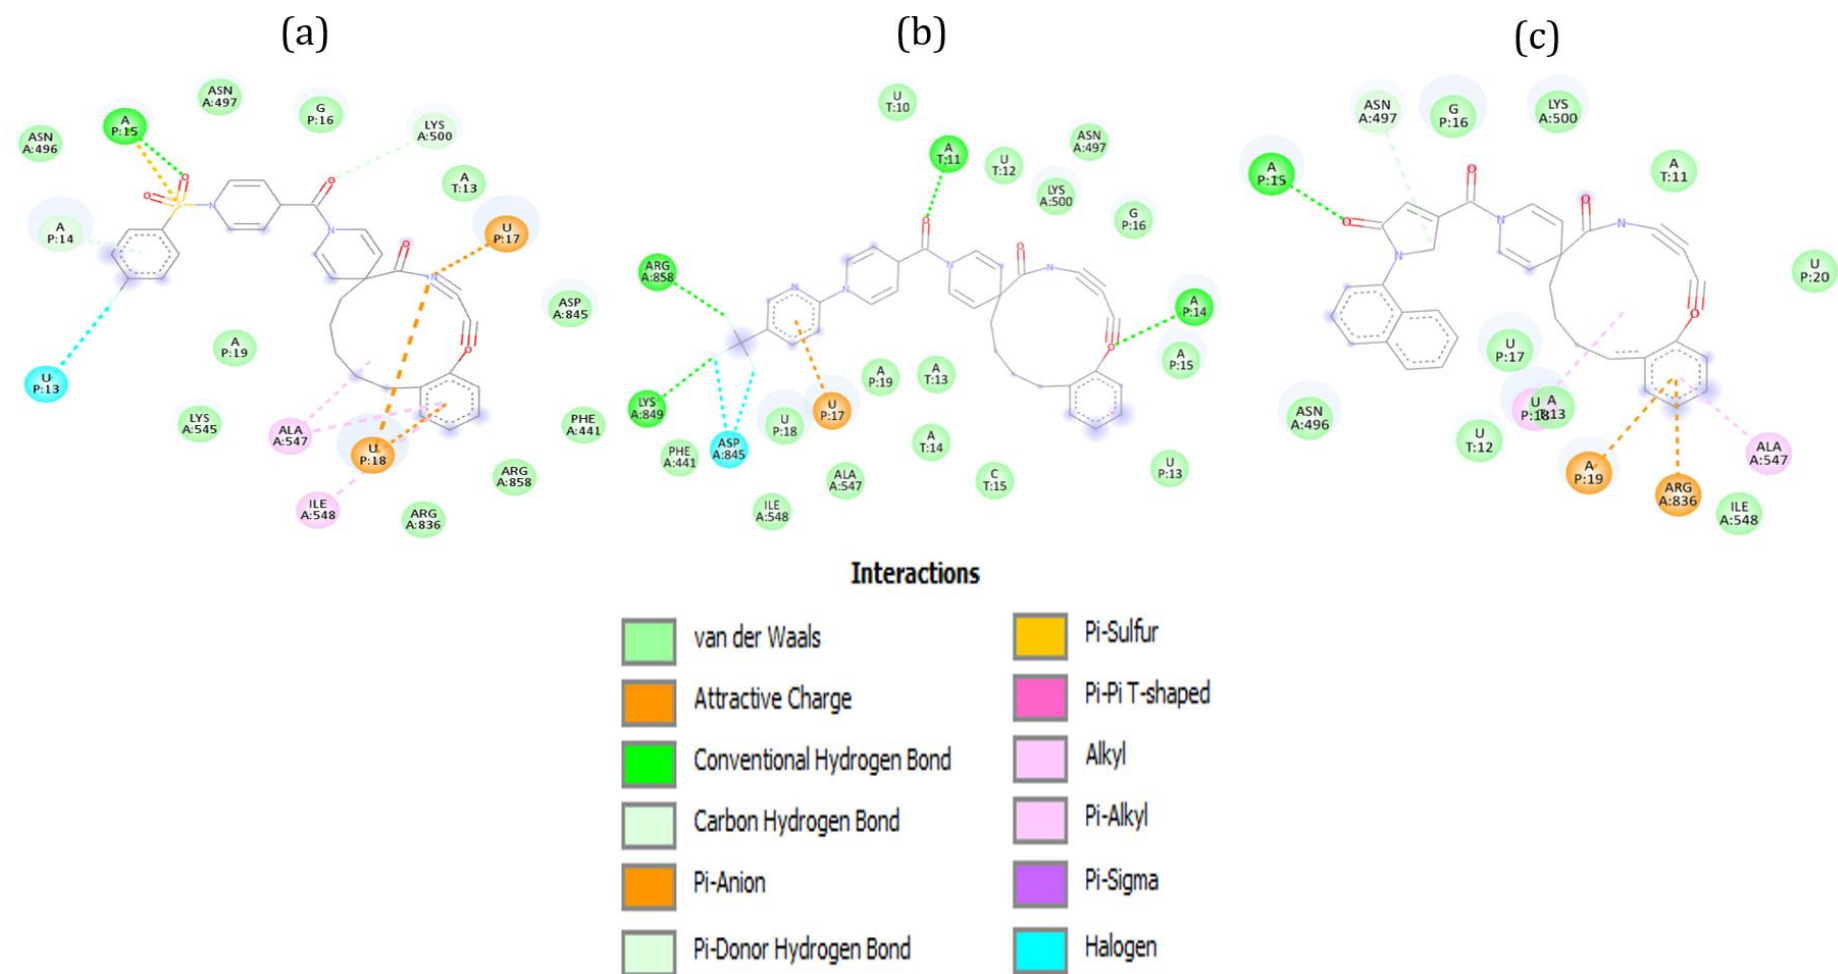 (a)
(b)
(c)
ASN
A:497
A
P:15
G
P:16
LYS
A:500
ASN
A:496
A
T:13
A
P:14
U
P:17
ASP
A:845
A
P:19
U
P:13
LYS
A:545
ALA
A:547
PHE
A:441
U
P:18
ARG
A:858
ILE
A:548
ARG
A:836
O
O
S
N
O
N
O
N
O
U
T:10
A
T:11
U
T:12
ASN
A:497
LYS
A:500
G
P:16
ARG
A:858
A
P:14
A
P:15
A
P:19
A
T:13
LYS
A:849
U
P:18
U
P:17
PHE
A:441
ASP
A:845
A
T:14
ALA
A:547
C
T:15
U
P:13
ILE
A:548
O
N
N
N
O
N
O
ASN
A:497
G
P:16
LYS
A:500
A
P:15
A
T:11
U
P:20
U
P:17
U
P:18
A
T:13
ASN
A:496
U
T:12
ALA
A:547
A
P:19
ARG
A:836
ILE
A:548
O
N
O
N
O
N
O
Interactions
van der Waals
Attractive Charge
Conventional Hydrogen Bond
Carbon Hydrogen Bond
Pi-Anion
Pi-Donor Hydrogen Bond
Pi-Sulfur
Pi-Pi T-shaped
Alkyl
Pi-Alkyl
Pi-Sigma
Halogen